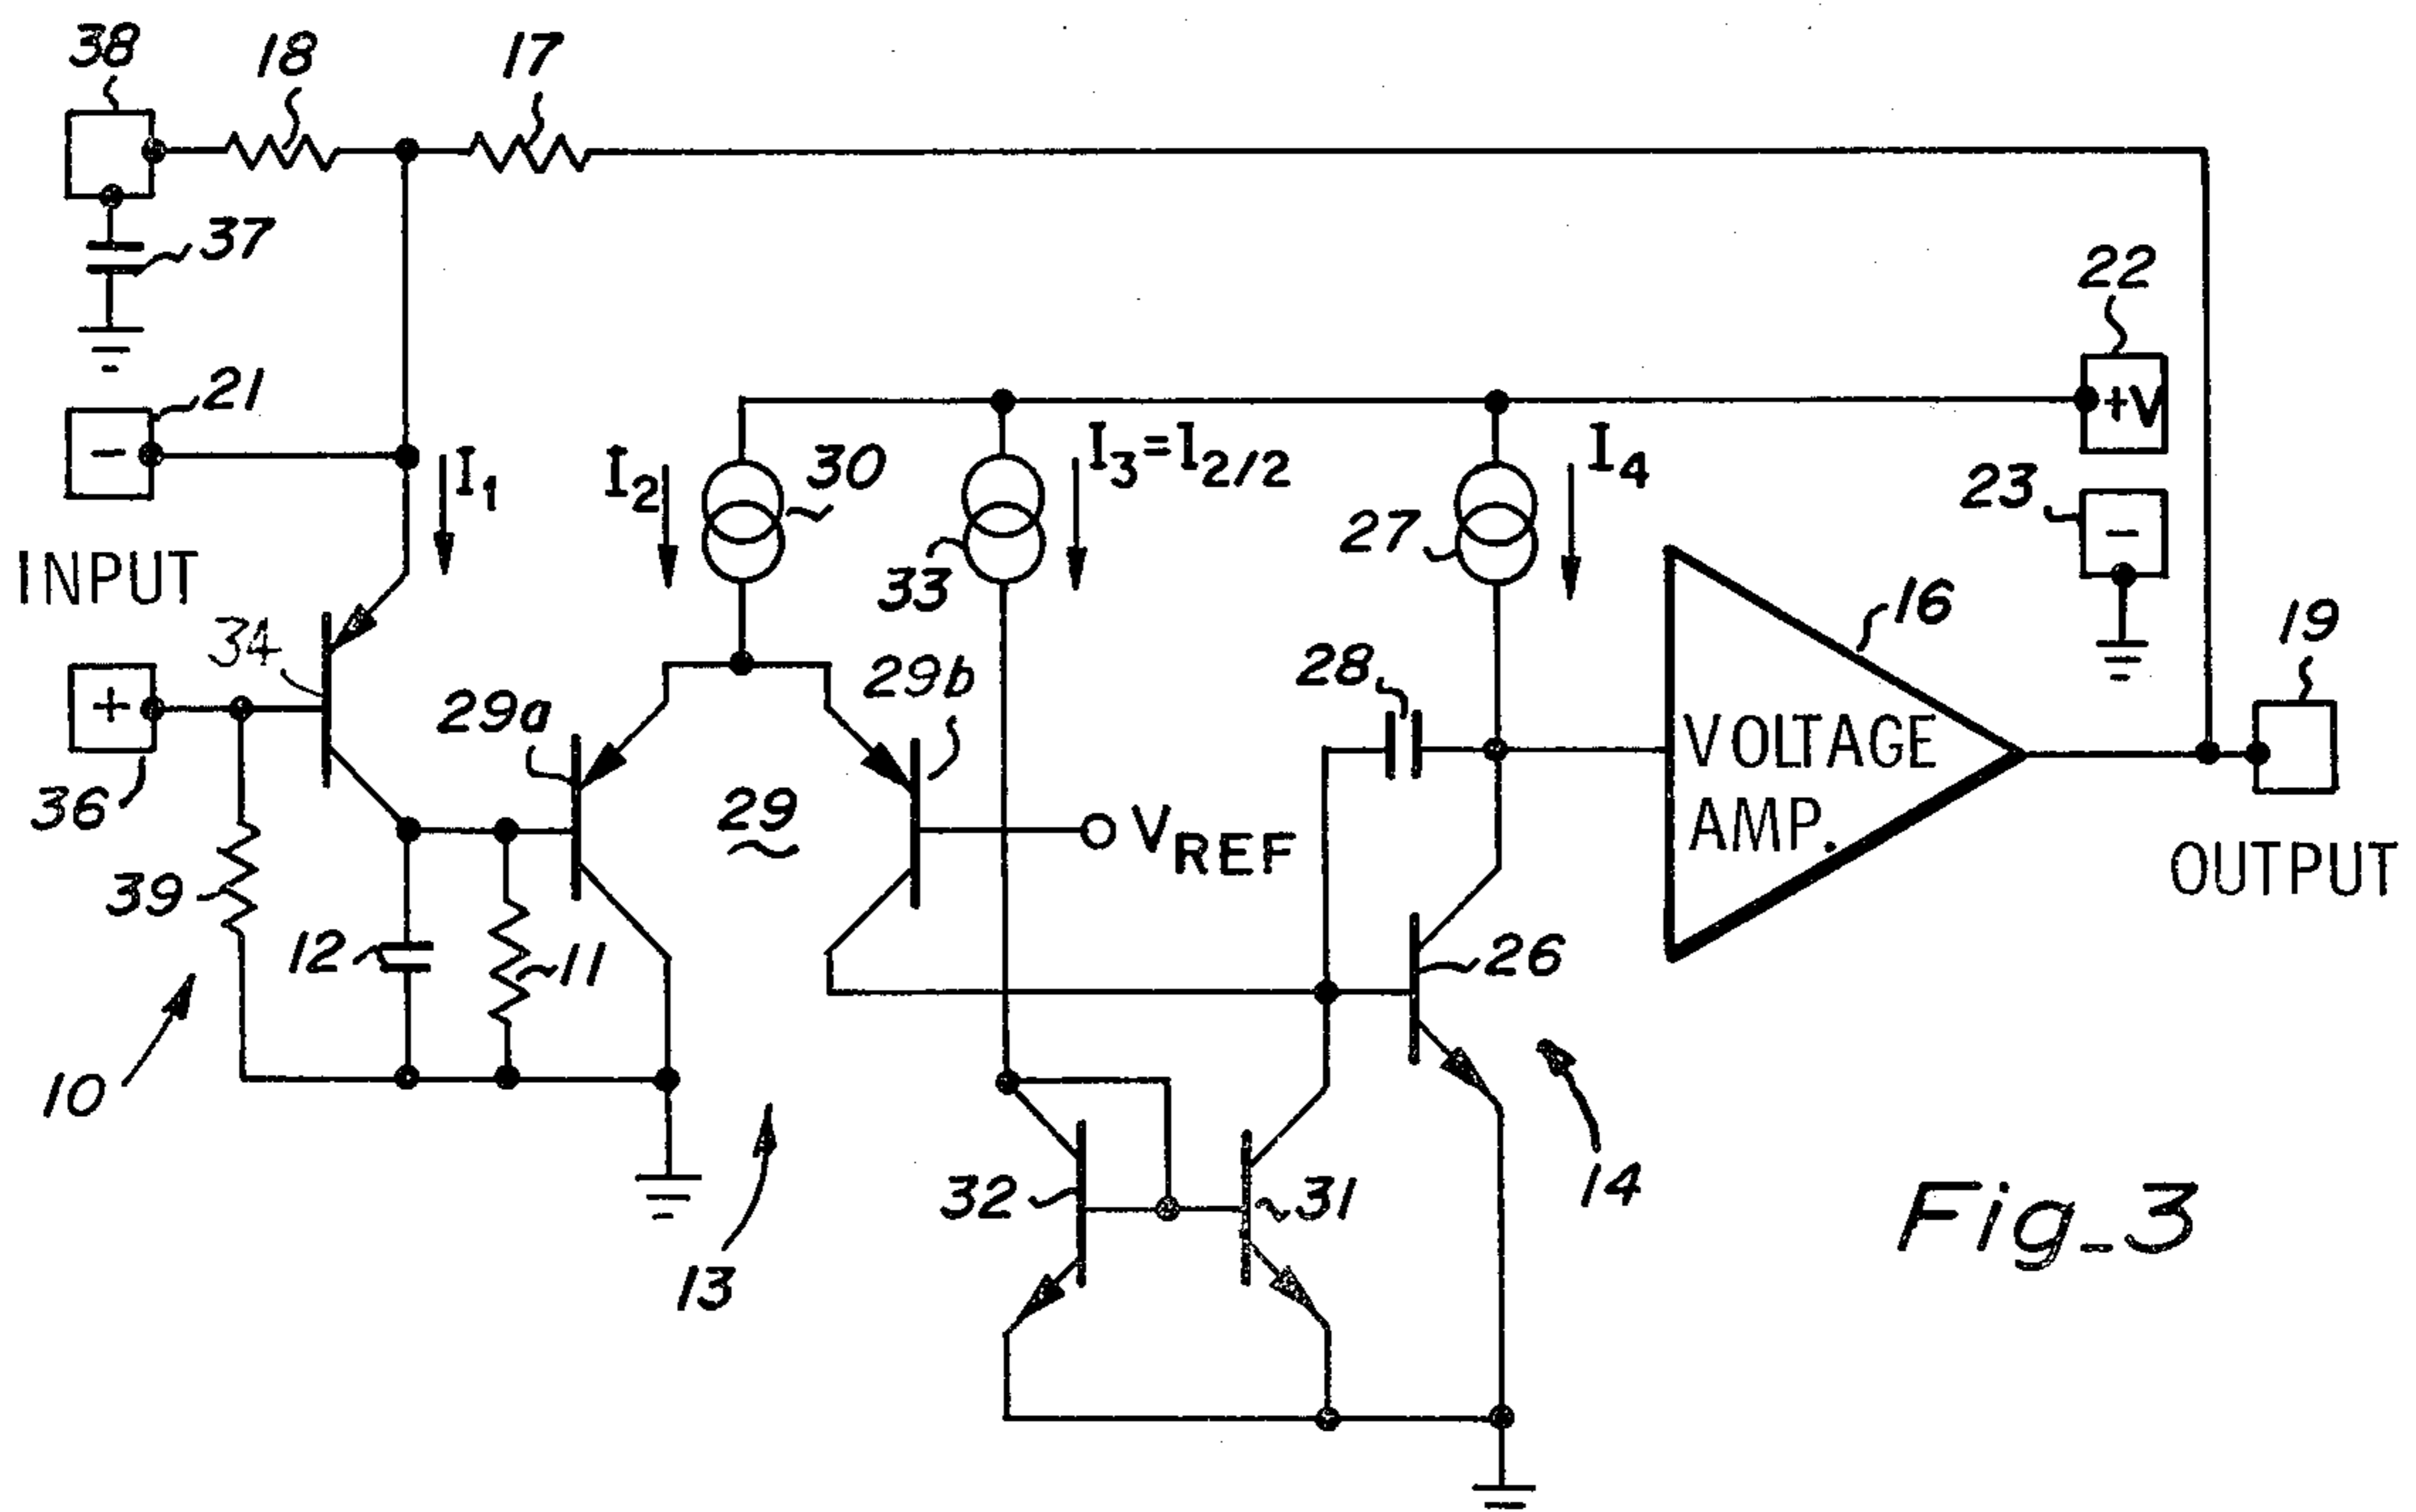 38
18
17
37
22
21
+V
I1
I2
30
I3=I2/2
I4
-
23
-
27
33
INPUT
16
19
34
28
29b
29a
+
VOLTAGE
AMP.
36
29
VREF
OUTPUT
39
12
11
26
10
14
32
31
13
Fig_3